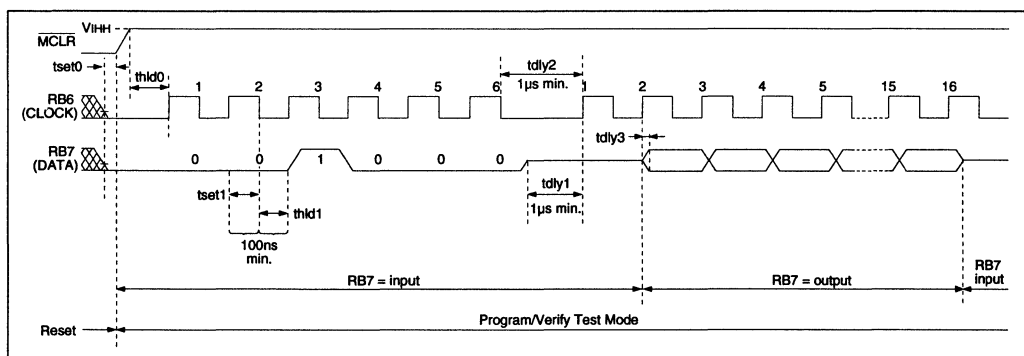 VIHH
MCLR
tset0
thld0
tdly2
1µs min.
1 2 3 4 5 6 1 2 3 4 5 15 16
RB6
(CLOCK)
tdly3
RB7
(DATA)
0 0 1 0 0 0
tset1
thld1
tdly1
1µs min.
100ns
min.
RB7 = input
RB7 = output
RB7
input
Reset
Program/Verify Test Mode